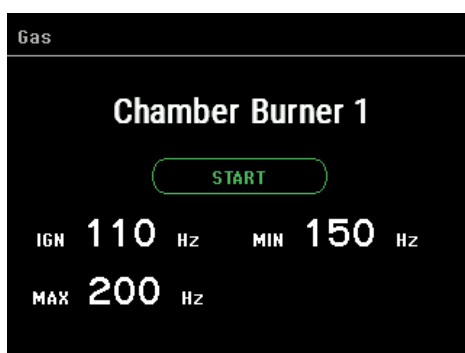 Gas
Chamber Burner 1
START
IGN 110 Hz MIN 150 Hz
MAX 200 Hz